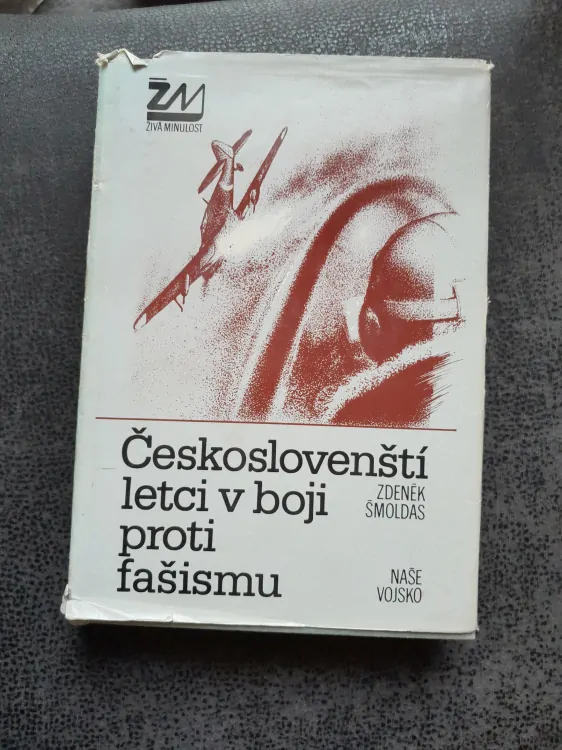 ŽM
ŽIVÁ MINULOST
Českoslovenští
letci v boji
proti
fašismu
ZDENĚK
ŠMOLDAS
NAŠE
VOJSKO